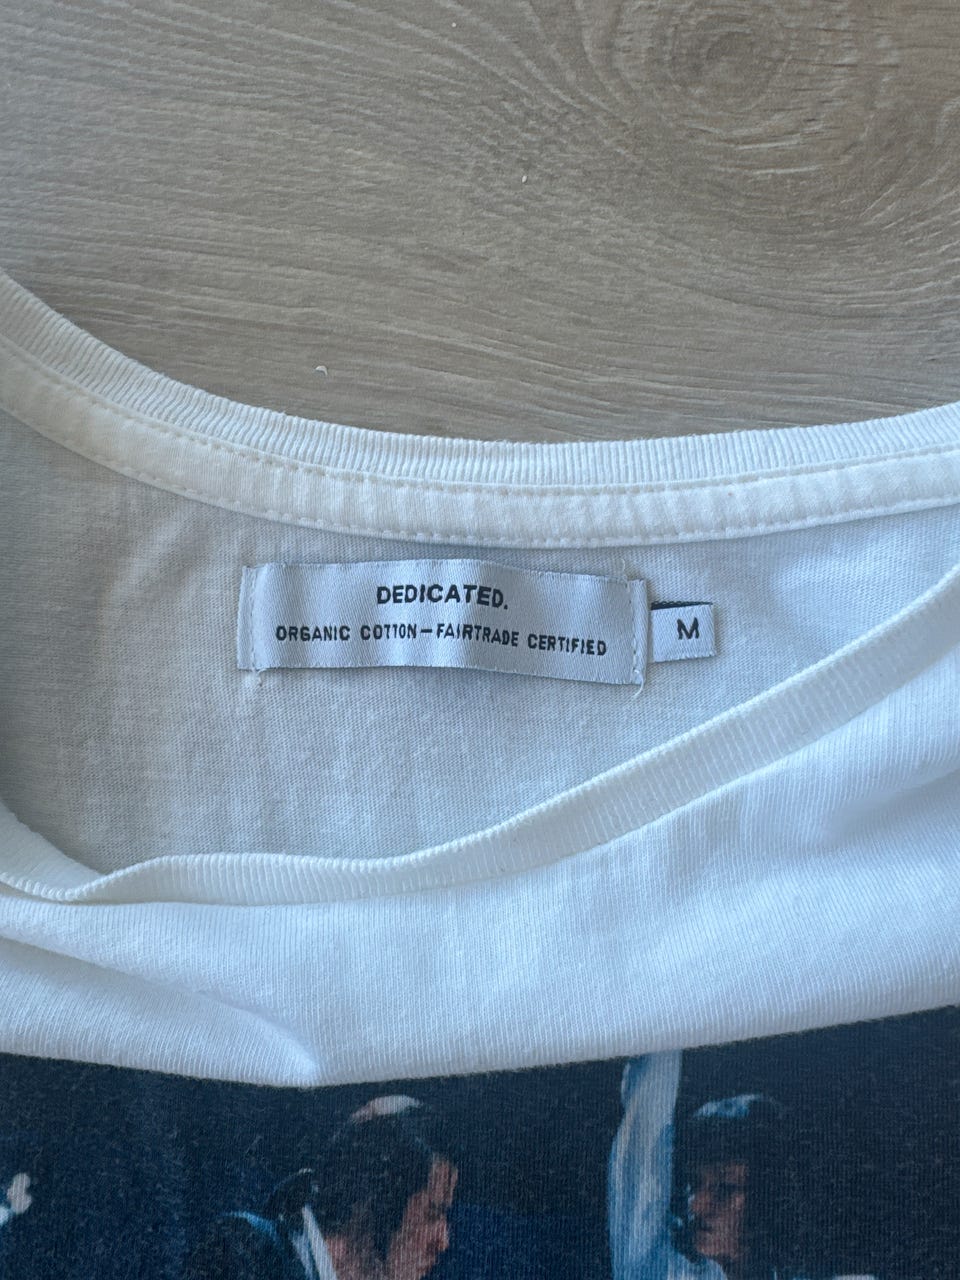 DEDICATED.
ORGANIC COTTON – FAIRTRADE CERTIFIED
M